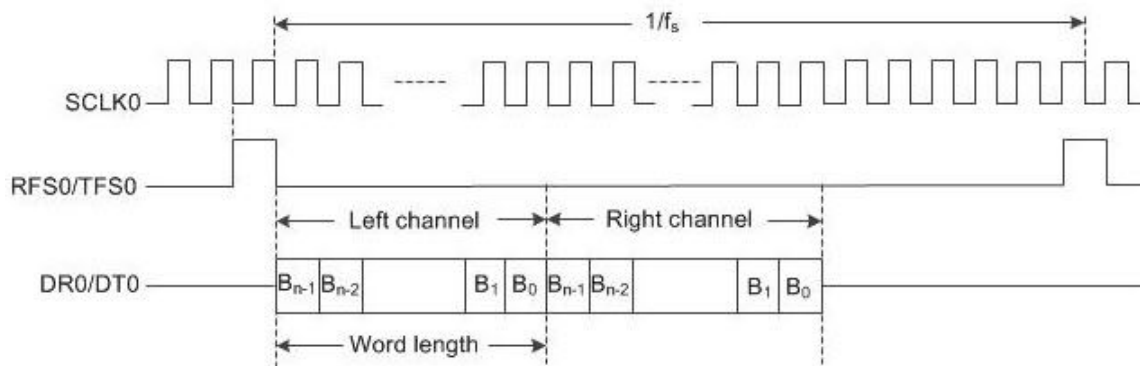 1/fs
SCLK0
RFS0/TFS0
Left channel
Right channel
DR0/DT0
Bn-1 Bn-2 B1 B0 Bn-1 Bn-2 B1 B0
Word length